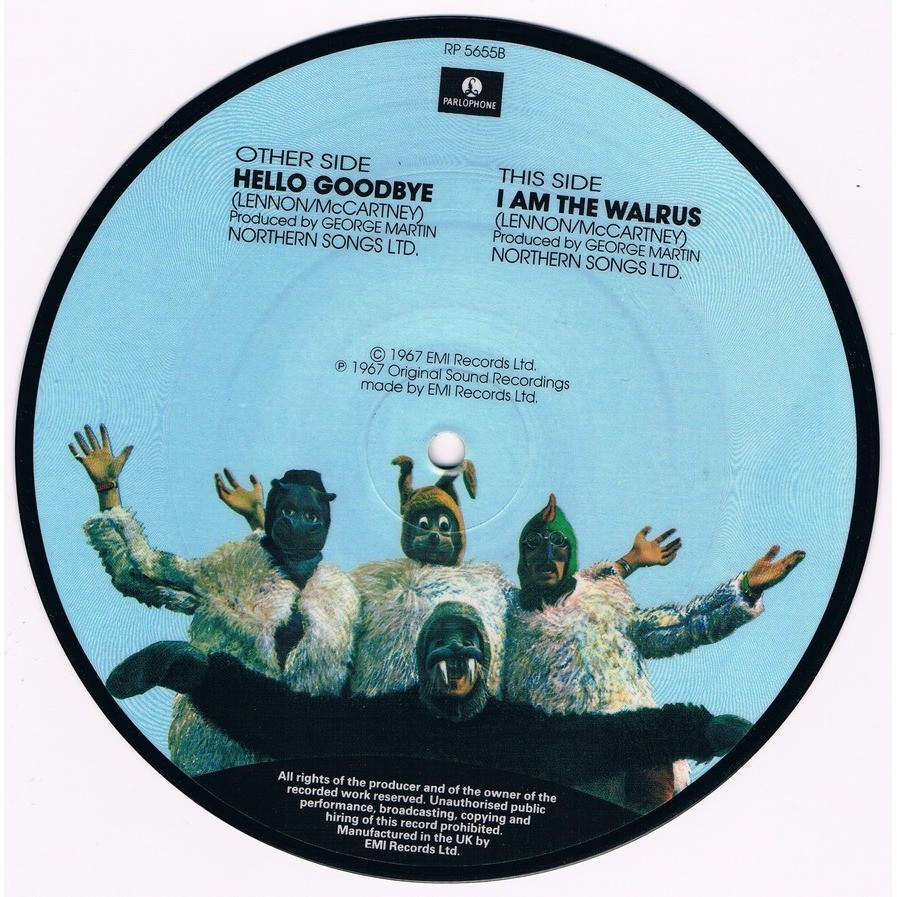 RP 5655B
PARLOPHONE
OTHER SIDE
HELLO GOODBYE
(LENNON/McCARTNEY)
Produced by GEORGE MARTIN
NORTHERN SONGS LTD.
THIS SIDE
I AM THE WALRUS
(LENNON/McCARTNEY)
Produced by GEORGE MARTIN
NORTHERN SONGS LTD.
© 1967 EMI Records Ltd.
℗ 1967 Original Sound Recordings
made by EMI Records Ltd.
All rights of the producer and of the owner of the
recorded work reserved. Unauthorised public
performance, broadcasting, copying and
hiring of this record prohibited.
Manufactured in the UK by
EMI Records Ltd.